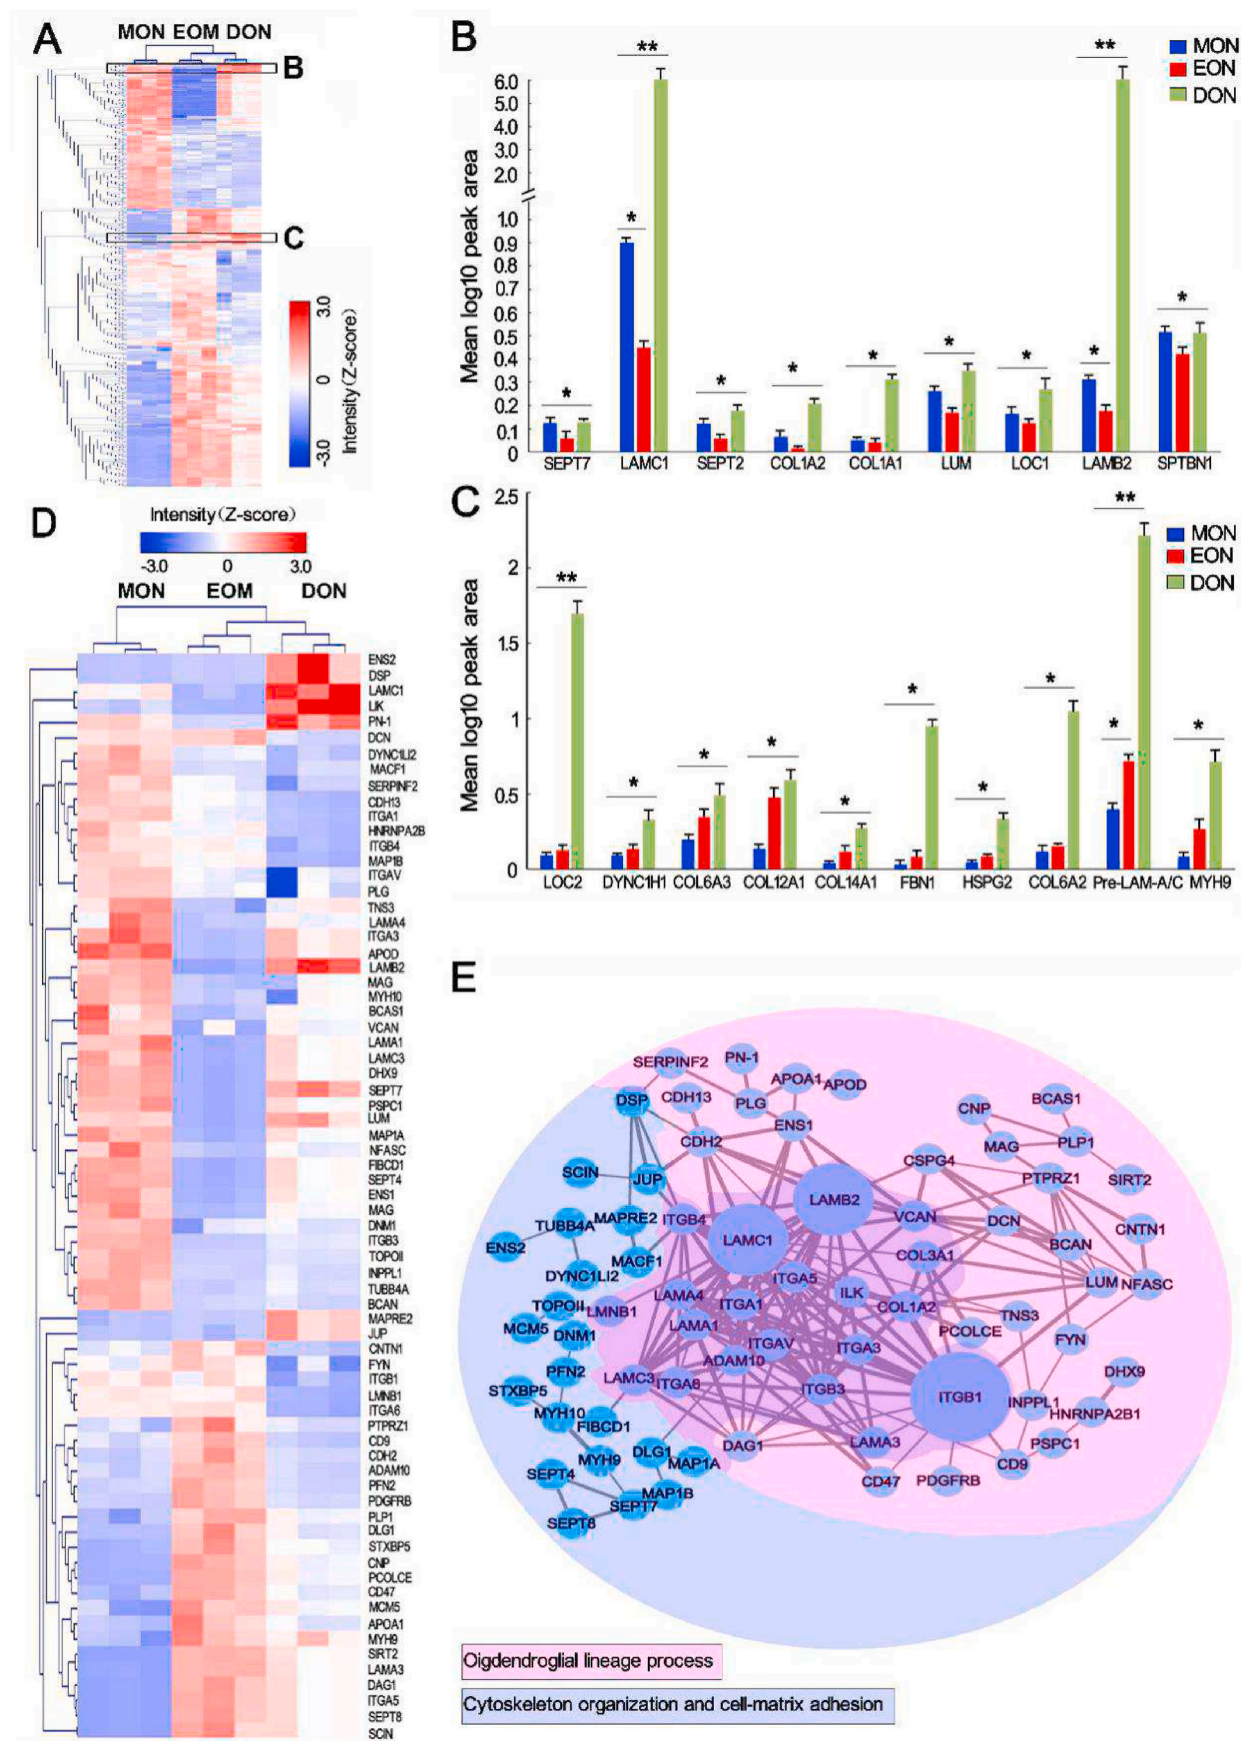 A
MON EOM DON
B
C
3.0
0
-3.0
Intensity(Z-score)
B
MON
EON
DON
Mean log10 peak area
6.0
5.0
4.0
3.0
2.0
1.0
0.9
0.8
0.7
0.6
0.5
0.4
0.3
0.2
0.1
0
** ** * * * * * * * * *
SEPT7 LAMC1 SEPT2 COL1A2 COL1A1 LUM LOC1 LAMB2 SPTBN1
C
MON
EON
DON
Mean log10 peak area
2.5
2
1.5
1
0.5
0
** * * * * * * * * ** *
LOC2 DYNC1H1 COL6A3 COL12A1 COL14A1 FBN1 HSPG2 COL6A2 Pre-LAM-A/C MYH9
D
Intensity(Z-score)
-3.0 0 3.0
MON EOM DON
ENS2
DSP
LAMC1
LIK
PN-1
DCN
DYNC1LI2
MACF1
SERPINF2
CDH13
ITGA1
HNRNPA2B
ITGB4
MAP1B
ITGAV
PLG
TNS3
LAMA4
ITGA3
APOD
LAMB2
MAG
MYH10
BCAS1
VCAN
LAMA1
LAMC3
DHX9
SEPT7
PSPC1
LUM
MAP1A
NFASC
FIBCD1
SEPT4
ENS1
MAG
DNM1
ITGB3
TOPOII
INPPL1
TUBB4A
BCAN
MAPRE2
JUP
CNTN1
FYN
ITGB1
LMNB1
ITGA6
PTPRZ1
CD9
CDH2
ADAM10
PFN2
PDGFRB
PLP1
DLG1
STXBP5
CNP
PCOLCE
CD47
MCM5
APOA1
MYH9
SIRT2
LAMA3
DAG1
ITGA5
SEPT8
SCIN
E
SERPINF2 PN-1
APOA1 APOD
DSP CDH13 PLG
CNP BCAS1
CDH2 ENS1
MAG PLP1
SCIN JUP CSPG4 PTPRZ1 SIRT2
LAMB2
TUBB4A MAPRE2 ITGB4 VCAN DCN CNTN1
ENS2 LAMC1 BCAN
MACF1 COL3A1
DYNC1LI2 ITGA5 LUM NFASC
TOPOII LMNB1 LAMA4 ITGA1 ILK COL1A2 TNS3
MCM5 DNM1 LAMA1 PCOLCE FYN
ITGAV ITGA3
PFN2 ADAM10 DHX9
STXBP5 LAMC3 ITGA6 ITGB3 ITGB1 INPPL1
MYH10 FIBCD1 HNRNPA2B1
DLG1 DAG1 LAMA3 PSPC1
MYH9 MAP1A CD9
SEPT4 CD47 PDGFRB
SEPT7 MAP1B
SEPT8
Oigdendroglial lineage process
Cytoskeleton organization and cell-matrix adhesion